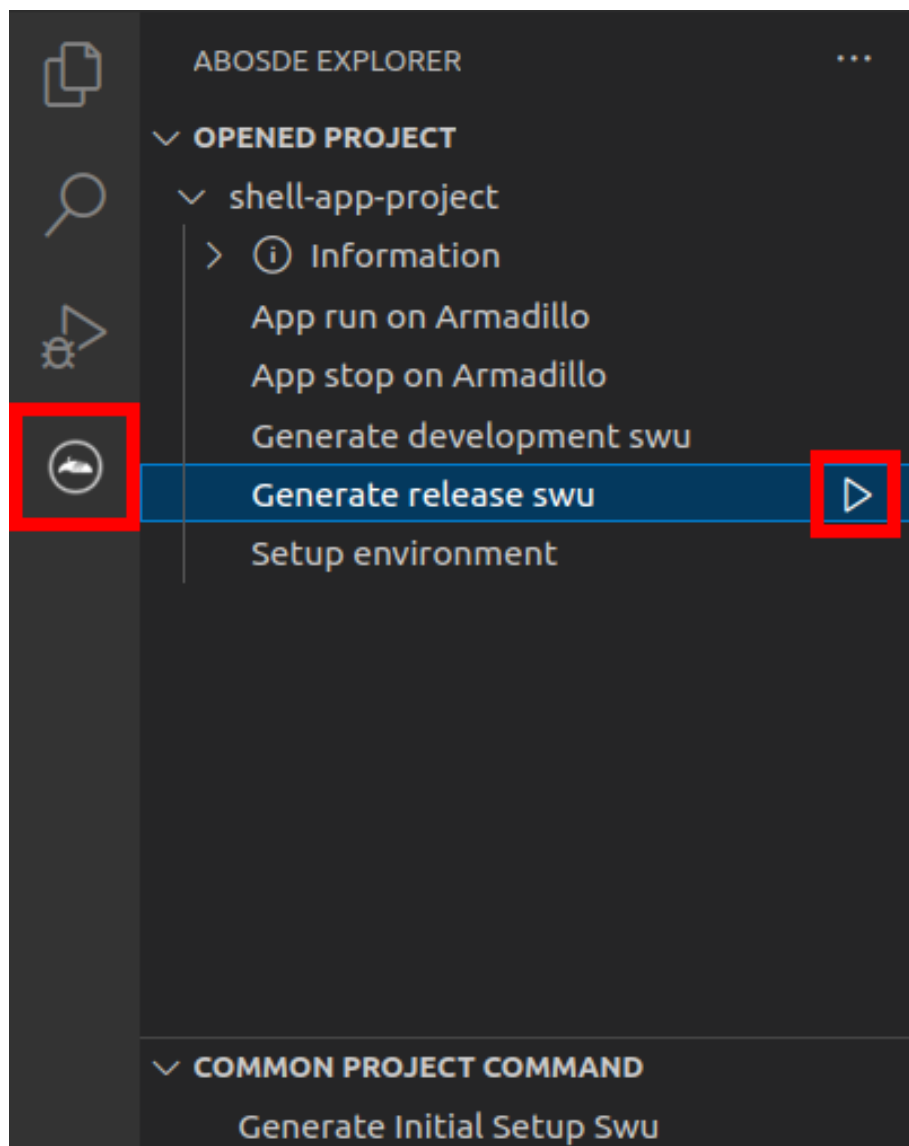 ABOSDE EXPLORER
OPENED PROJECT
shell-app-project
Information
App run on Armadillo
App stop on Armadillo
Generate development swu
Generate release swu
Setup environment
COMMON PROJECT COMMAND
Generate Initial Setup Swu